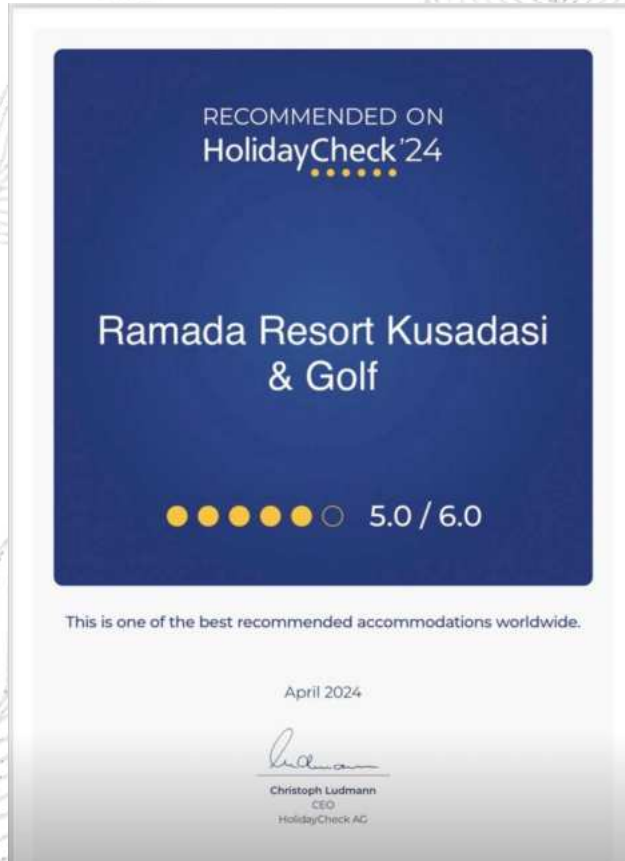 RECOMMENDED ON
HolidayCheck '24
Ramada Resort Kusadasi
& Golf
5.0 / 6.0
This is one of the best recommended accommodations worldwide.
April 2024
Ludmann
Christoph Ludmann
CEO
HolidayCheck AG